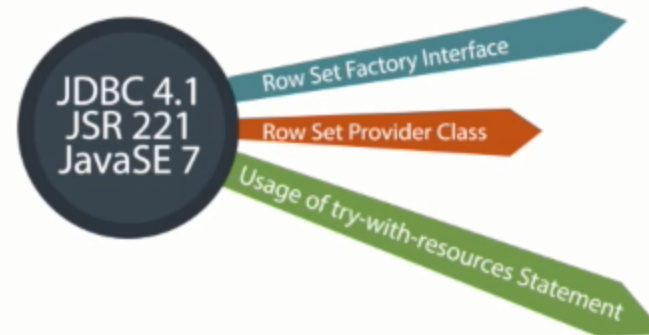 JDBC 4.1
JSR 221
JavaSE 7
Row Set Factory Interface
Row Set Provider Class
Usage of try-with-resources Statement